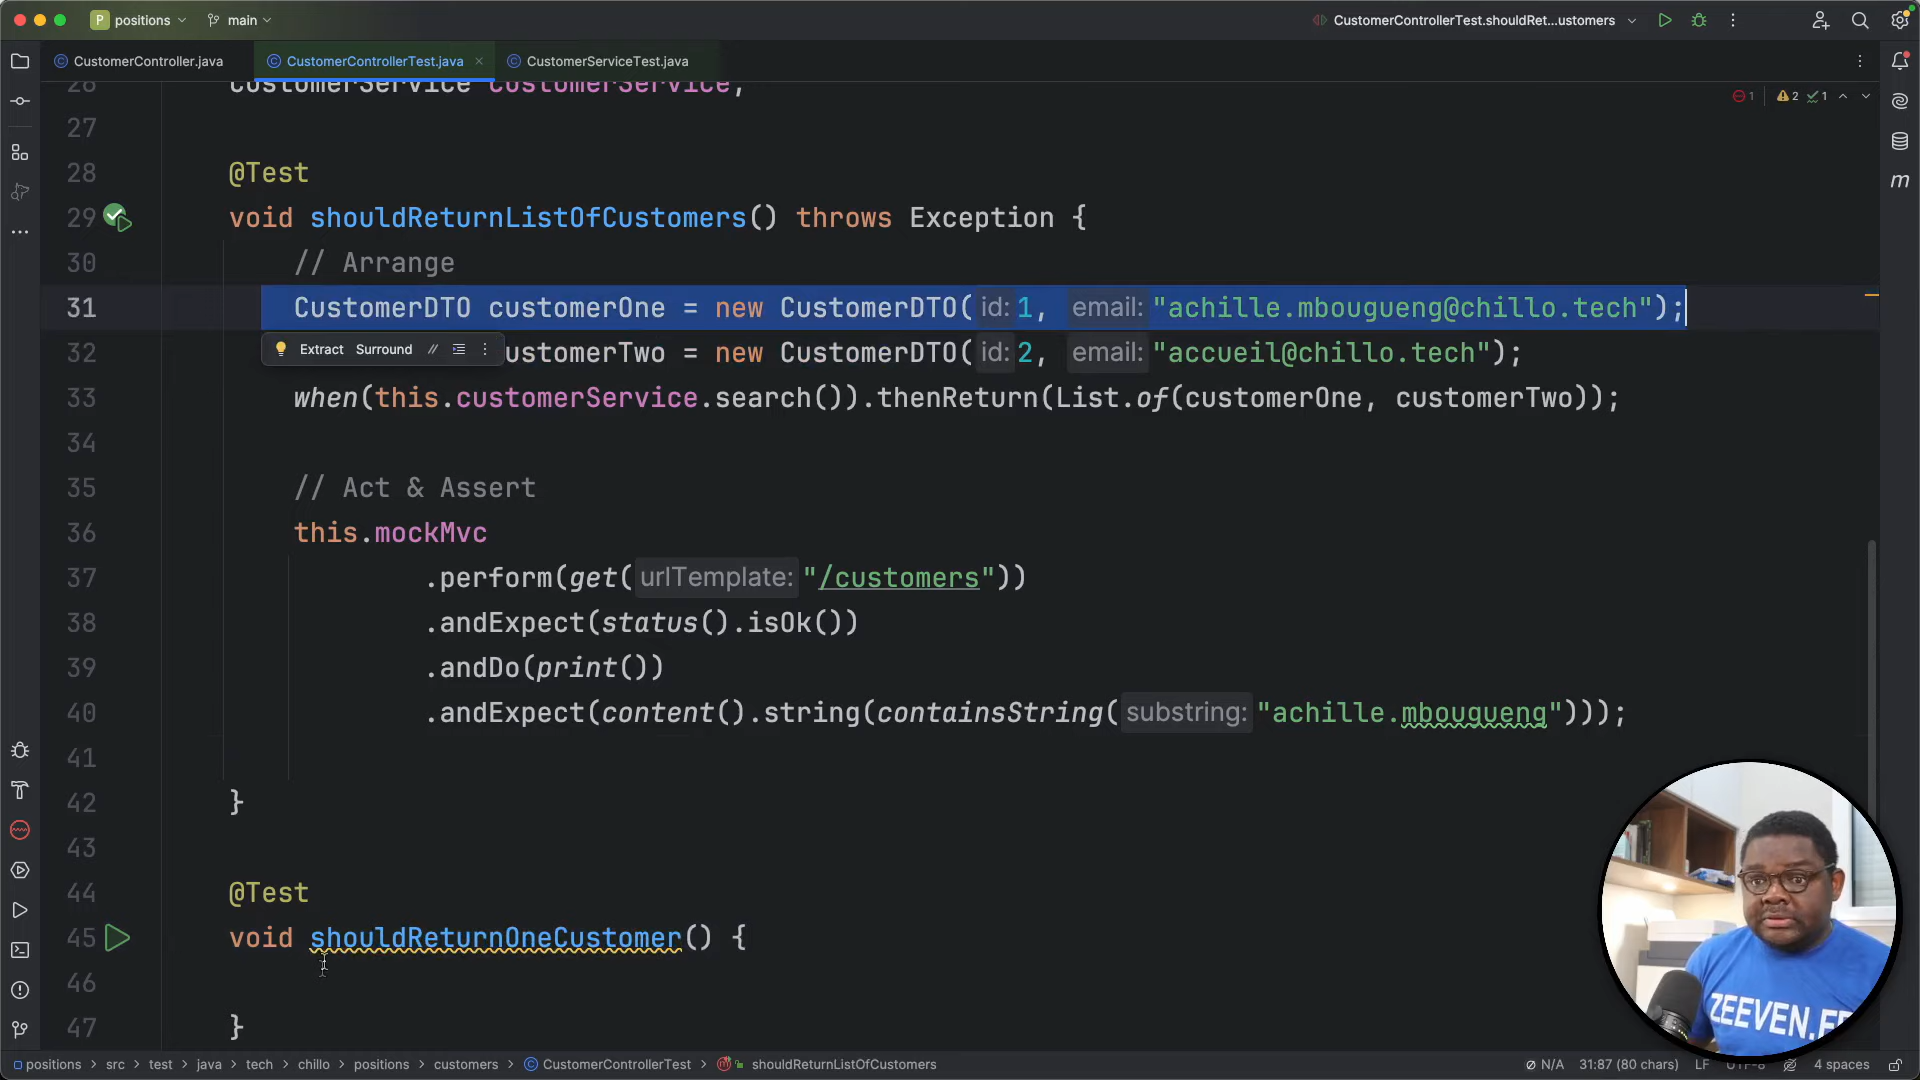 positions main CustomerControllerTest.shouldRet...ustomers
CustomerController.java CustomerControllerTest.java CustomerServiceTest.java
26 CustomerService customerService;
1 2 1
27
28 @Test
29 void shouldReturnListOfCustomers() throws Exception {
30 // Arrange
31 CustomerDTO customerOne = new CustomerDTO( id: 1, email: "achille.mbougueng@chillo.tech");
Extract Surround //
32 ustomerTwo = new CustomerDTO( id: 2, email: "accueil@chillo.tech");
33 when(this.customerService.search()).thenReturn(List.of(customerOne, customerTwo));
34
35 // Act & Assert
36 this.mockMvc
37 .perform(get( urlTemplate: "/customers"))
38 .andExpect(status().isOk())
39 .andDo(print())
40 .andExpect(content().string(containsString( substring: "achille.mbougueng")));
41
42 }
43
44 @Test
45 void shouldReturnOneCustomer() {
46
47 }
ZEEVEN.F
positions > src > test > java > tech > chillo > positions > customers > CustomerControllerTest > shouldReturnListOfCustomers N/A 31:87 (80 chars) LF UTF-8 4 spaces